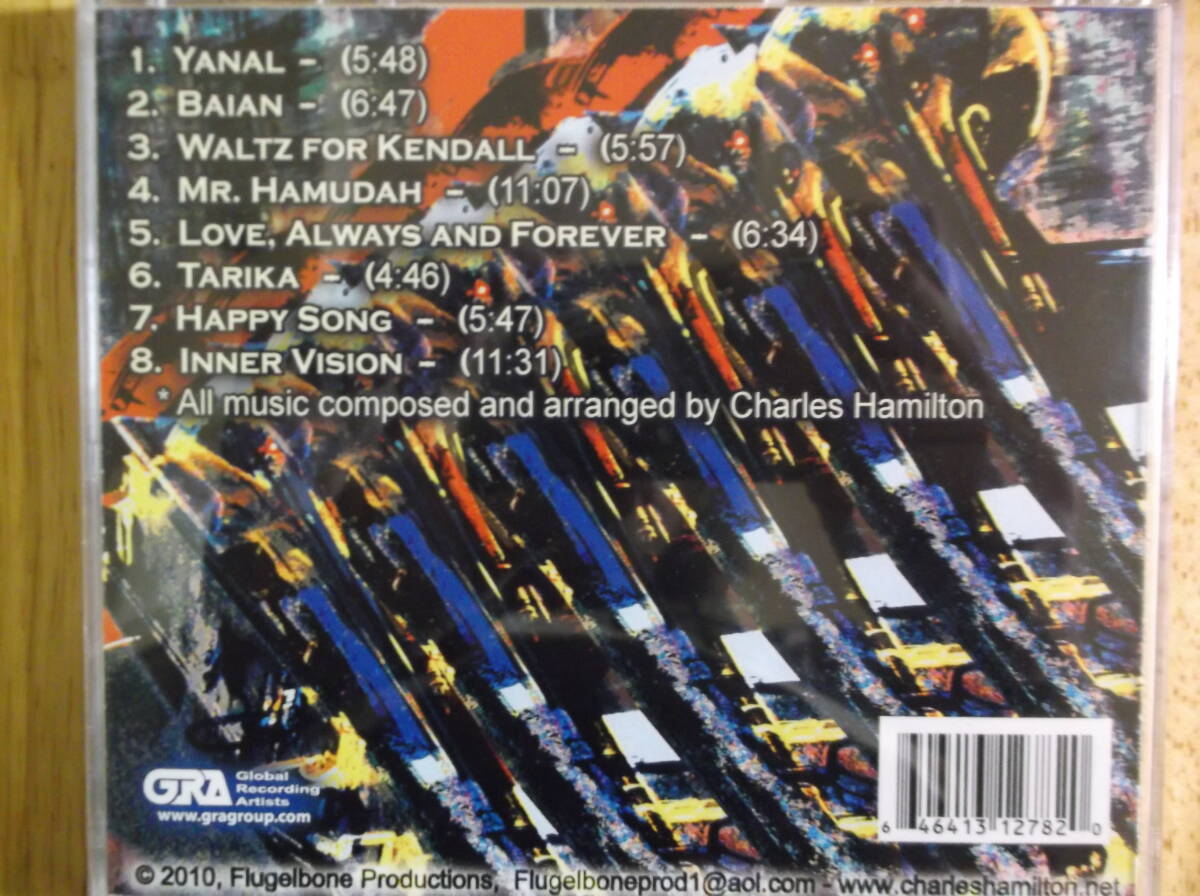 1. YANAL - (5:48)
2. BAIAN - (6:47)
3. WALTZ FOR KENDALL - (5:57)
4. MR. HAMUDAH - (11:07)
5. LOVE, ALWAYS AND FOREVER - (6:34)
6. TARIKA - (4:46)
7. HAPPY SONG - (5:47)
8. INNER VISION - (11:31)
* All music composed and arranged by Charles Hamilton
GRA Global
Recording
Artists
www.gragroup.com
6 46413 12782 0
© 2010, Flugelbone Productions, Flugelboneprod1@aol.com - www.charleshamilton.net